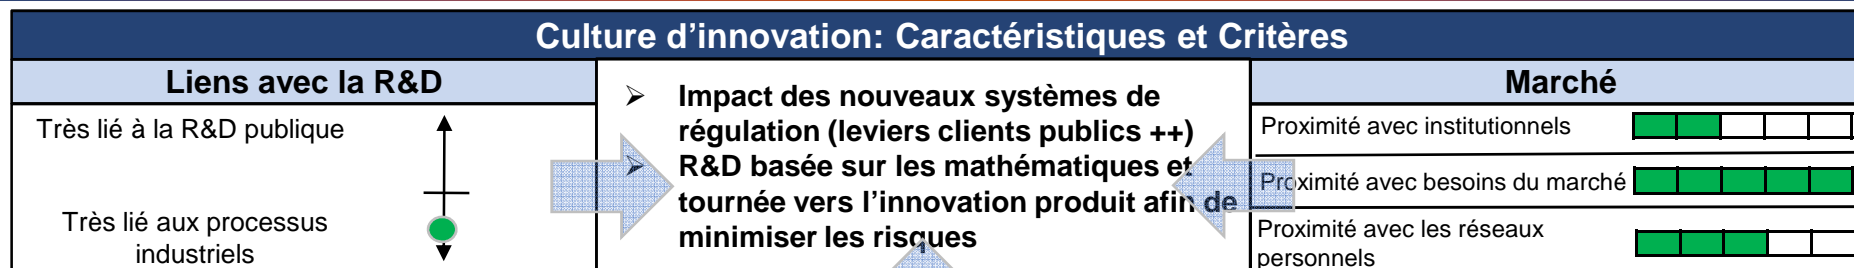 Culture d’innovation: Caractéristiques et Critères
Liens avec la R&D
Très lié à la R&D publique
Très lié aux processus
industriels
➢ Impact des nouveaux systèmes de
régulation (leviers clients publics ++)
➢ R&D basée sur les mathématiques et
tournée vers l’innovation produit afin de
minimiser les risques
Marché
Proximité avec institutionnels
Proximité avec besoins du marché
Proximité avec les réseaux
personnels